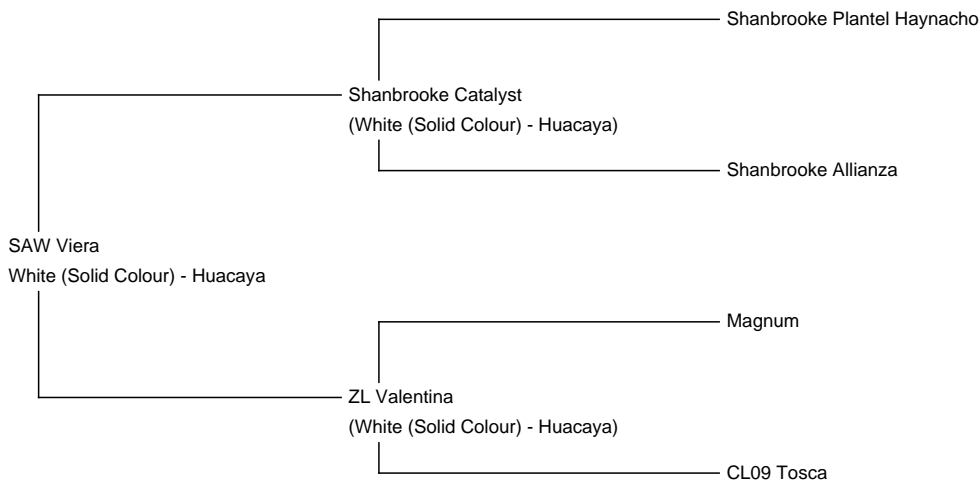 Shanbrooke Plantel Haynacho
Shanbrooke Catalyst
(White (Solid Colour) - Huacaya)
Shanbrooke Allianza
SAW Viera
White (Solid Colour) - Huacaya
Magnum
ZL Valentina
(White (Solid Colour) - Huacaya)
CL09 Tosca